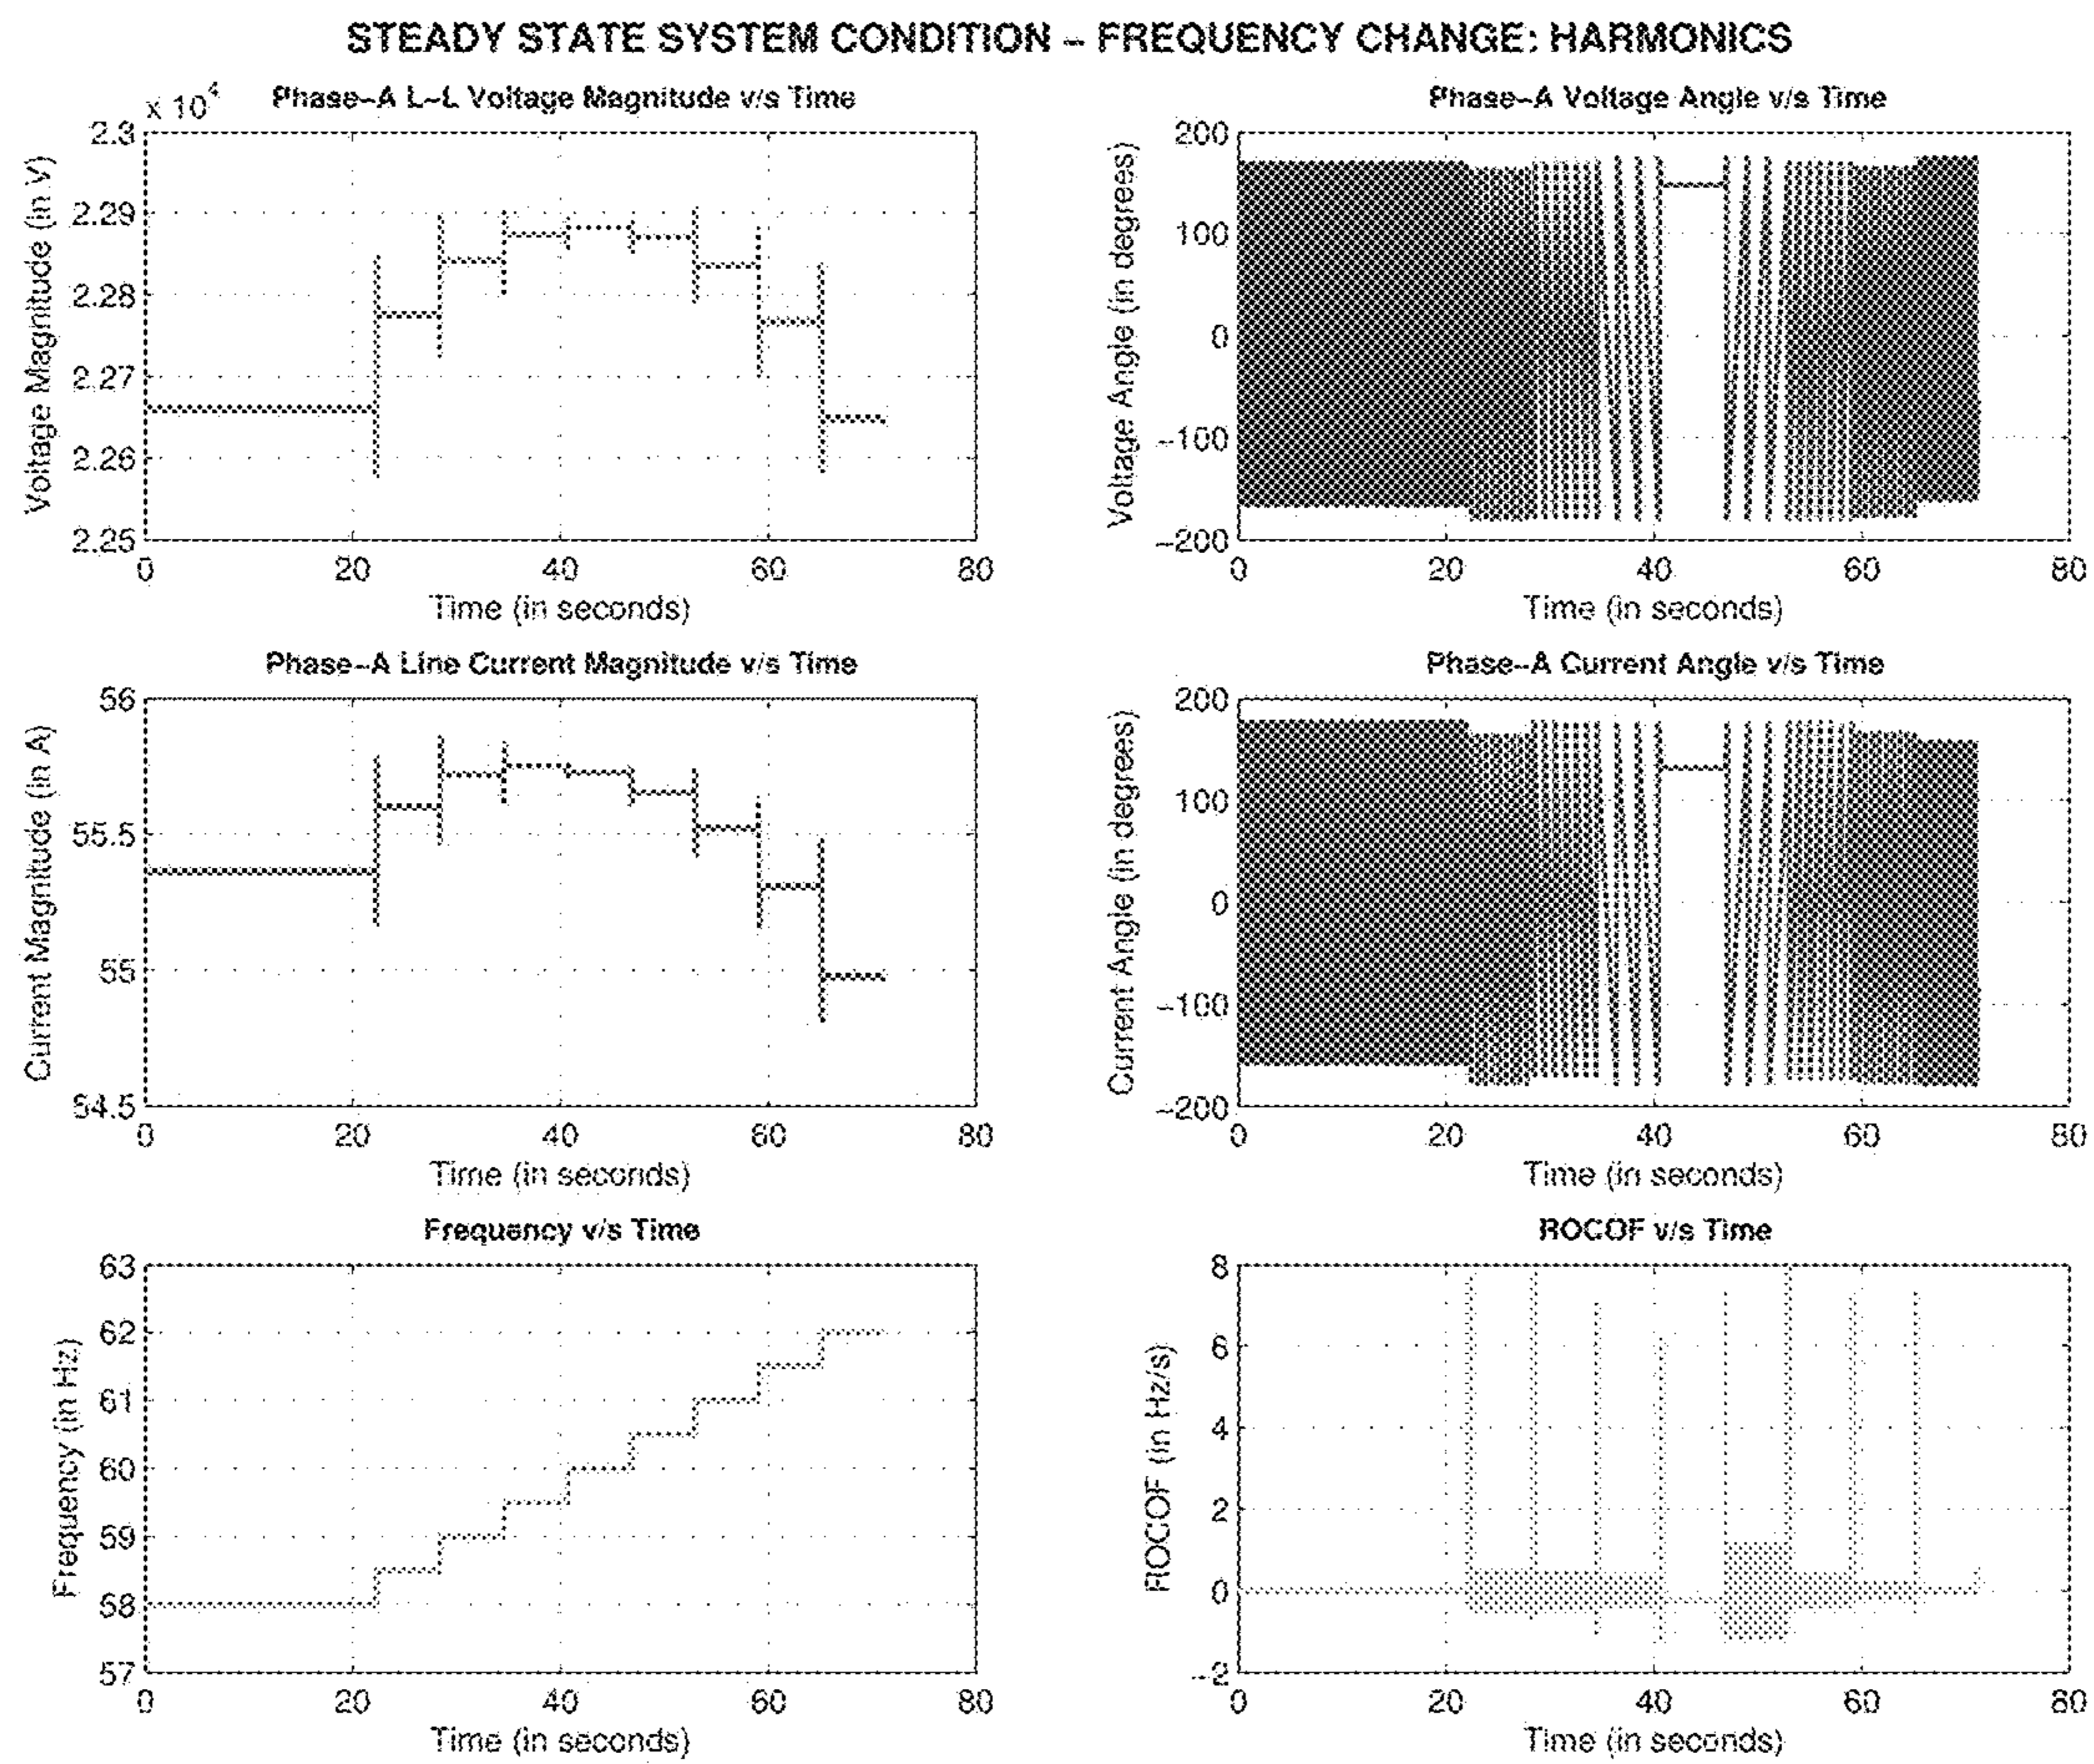 STEADY STATE SYSTEM CONDITION – FREQUENCY CHANGE: HARMONICS
x 10^4
Phase–A L–L Voltage Magnitude v/s Time
2.3
2.29
2.28
2.27
2.26
2.25
Voltage Magnitude (in V)
0 20 40 60 80
Time (in seconds)
Phase–A Voltage Angle v/s Time
200
100
0
–100
–200
Voltage Angle (in degrees)
0 20 40 60 80
Time (in seconds)
Phase–A Line Current Magnitude v/s Time
56
55.5
55
54.5
Current Magnitude (in A)
0 20 40 60 80
Time (in seconds)
Phase–A Current Angle v/s Time
200
100
0
–100
–200
Current Angle (in degrees)
0 20 40 60 80
Time (in seconds)
Frequency v/s Time
63
62
61
60
59
58
57
Frequency (in Hz)
0 20 40 60 80
Time (in seconds)
ROCOF v/s Time
8
6
4
2
0
–2
ROCOF (in Hz/s)
0 20 40 60 80
Time (in seconds)